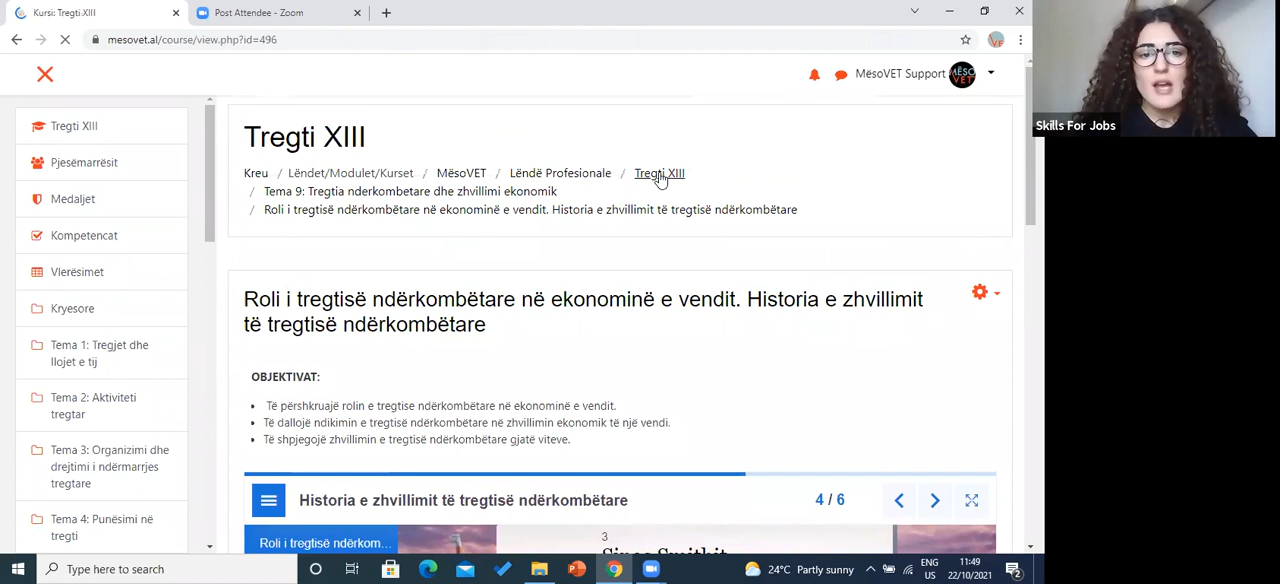 Kursi: Tregti XIII
Post Attendee - Zoom
mesovet.al/course/view.php?id=496
MësoVET Support
MËSO
Skills For Jobs
Tregti XIII
Pjesëmarrësit
Medaljet
Kompetencat
Vlerësimet
Kryesore
Tema 1: Tregjet dhe
llojet e tij
Tema 2: Aktiviteti
tregtar
Tema 3: Organizimi dhe
drejtimi i ndërmarrjes
tregtare
Tema 4: Punësimi në
tregti
Tregti XIII
Kreu / Lëndet/Modulet/Kurset / MësoVET / Lëndë Profesionale / Tregti XIII
/ Tema 9: Tregtia nderkombetare dhe zhvillimi ekonomik
/ Roli i tregtisë ndërkombëtare në ekonominë e vendit. Historia e zhvillimit të tregtisë ndërkombëtare
Roli i tregtisë ndërkombëtare në ekonominë e vendit. Historia e zhvillimit
të tregtisë ndërkombëtare
OBJEKTIVAT:
Të përshkruajë rolin e tregtise ndërkombëtare në ekonominë e vendit.
Të dallojë ndikimin e tregtisë ndërkombëtare në zhvillimin ekonomik të një vendi.
Të shpjegojë zhvillimin e tregtisë ndërkombëtare gjatë viteve.
Historia e zhvillimit të tregtisë ndërkombëtare
4 / 6
Roli i tregtisë ndërkom...
3
Type here to search
24°C Partly sunny
ENG
US
11:49
22/10/2021
2